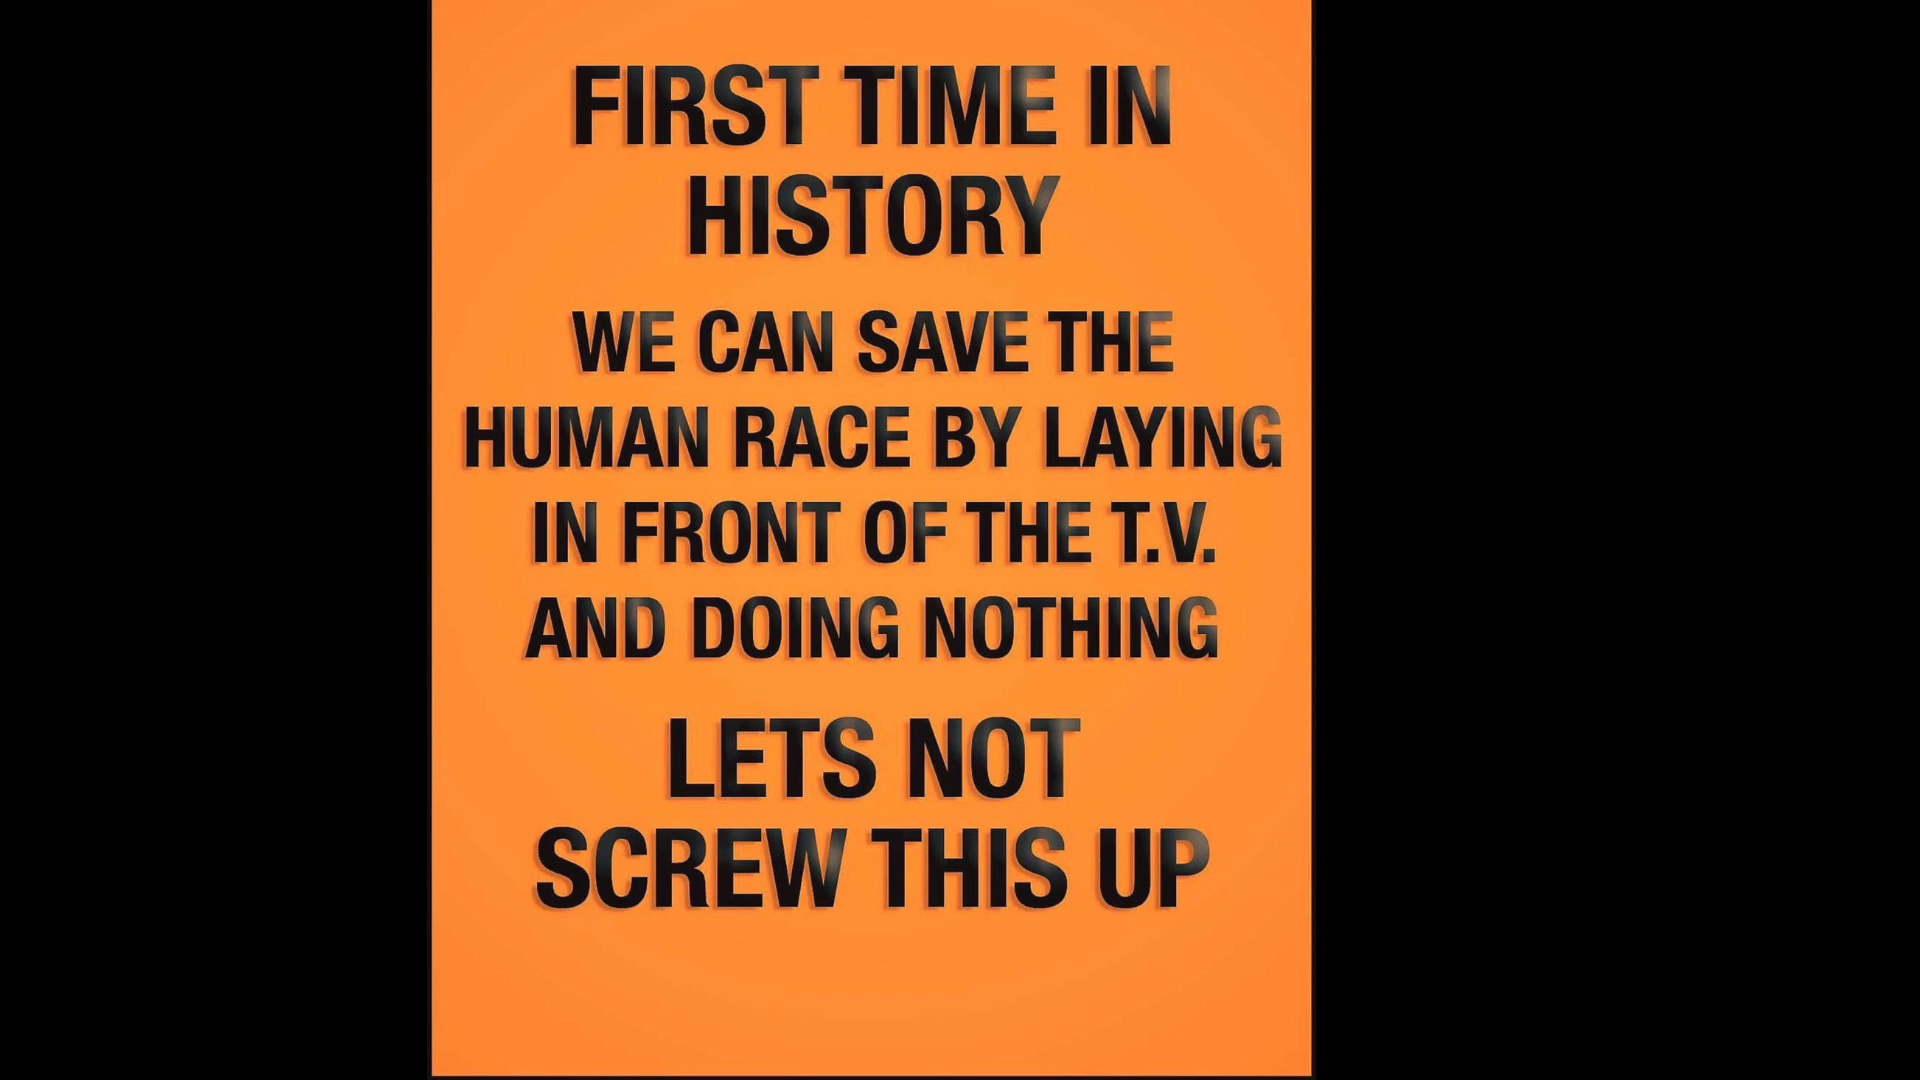 FIRST TIME IN
HISTORY
WE CAN SAVE THE
HUMAN RACE BY LAYING
IN FRONT OF THE T.V.
AND DOING NOTHING
LETS NOT
SCREW THIS UP